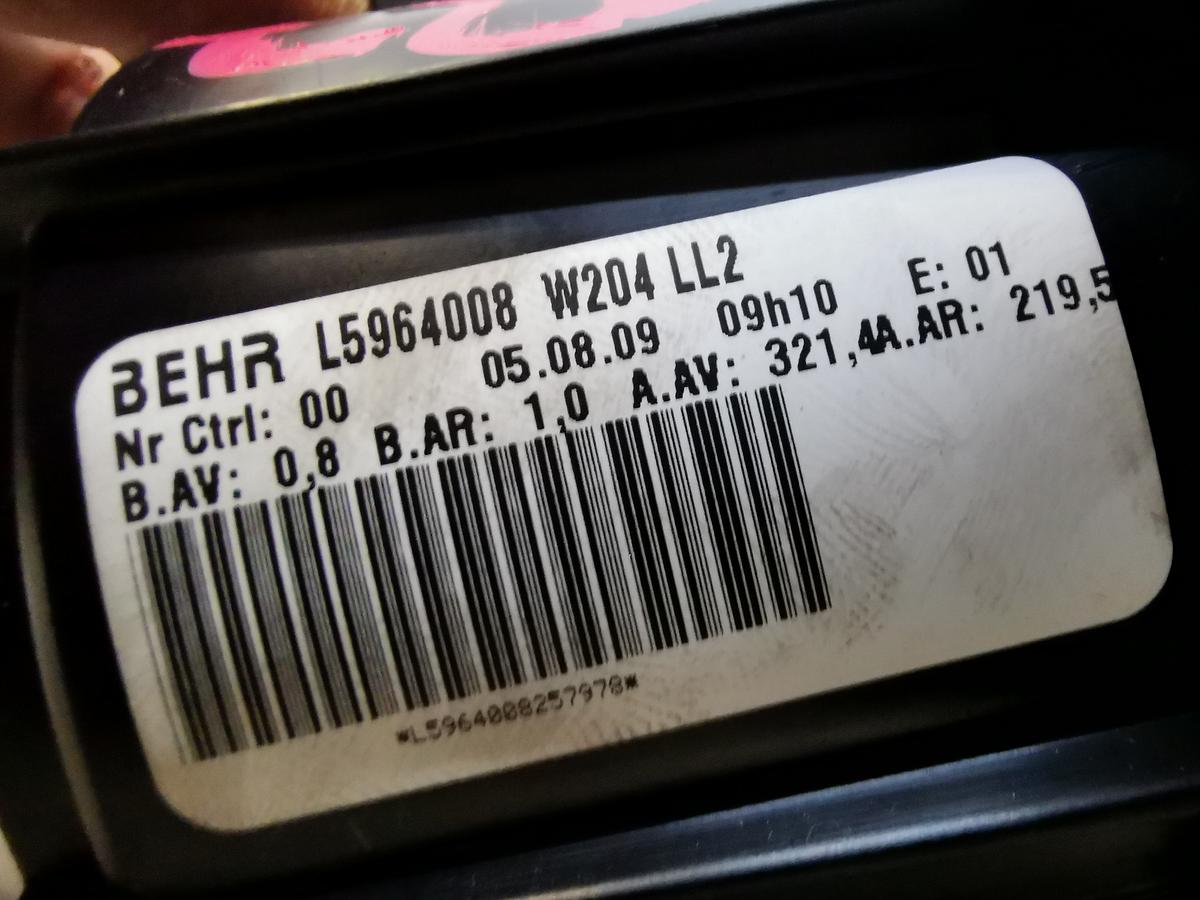 BEHR L5964008 W204 LL2
Nr Ctrl: 00 05.08.09 09h10 E: 01
B.AV: 0,8 B.AR: 1,0 A.AV: 321,4A.AR: 219,5
*L5964008257978*